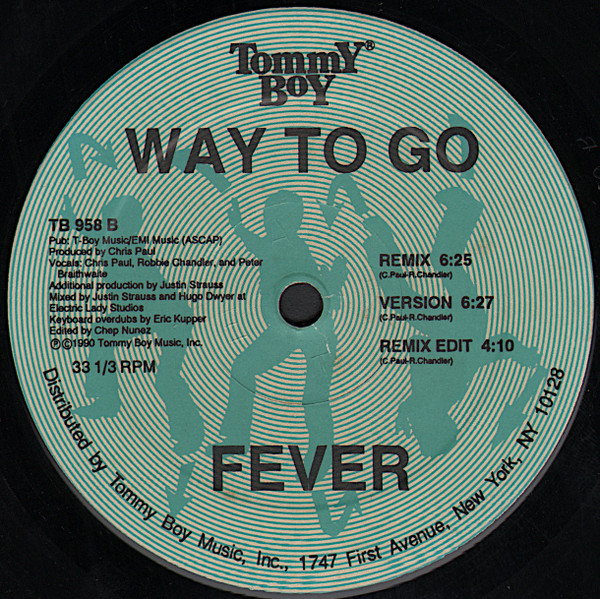 Tommy®
Boy
WAY TO GO
TB 958 B
Pub: T-Boy Music/EMI Music (ASCAP)
Produced by Chris Paul
Vocals: Chris Paul, Robbie Chandler, and Peter
Braithwaite
Additional production by Justin Strauss
Mixed by Justin Strauss and Hugo Dwyer at
Electric Lady Studios
Keyboard overdubs by Eric Kupper
Edited by Chep Nunez
℗©1990 Tommy Boy Music, Inc.
33 1/3 RPM
REMIX 6:25
(C.Paul-R.Chandler)
VERSION 6:27
(C.Paul-R.Chandler)
REMIX EDIT 4:10
(C.Paul-R.Chandler)
FEVER
Distributed by Tommy Boy Music, Inc., 1747 First Avenue, New York, NY 10128